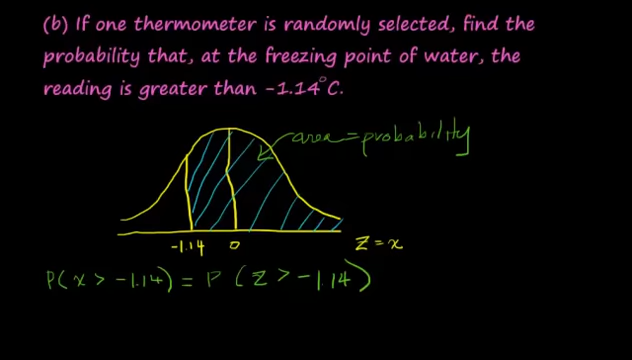 (b) If one thermometer is randomly selected, find the
probability that, at the freezing point of water, the
reading is greater than -1.14°C.
area=probability
-1.14 0 z=x
P(x > -1.14) = P (z > -1.14)